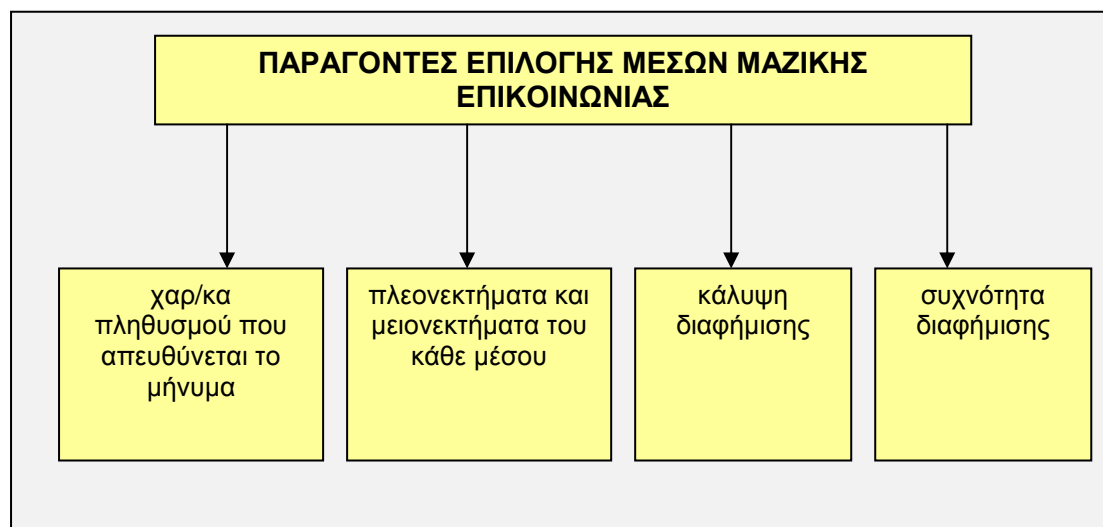 ΠΑΡΑΓΟΝΤΕΣ ΕΠΙΛΟΓΗΣ ΜΕΣΩΝ ΜΑΖΙΚΗΣ
ΕΠΙΚΟΙΝΩΝΙΑΣ
χαρ/κα
πληθυσμού που
απευθύνεται το
μήνυμα
πλεονεκτήματα και
μειονεκτήματα του
κάθε μέσου
κάλυψη
διαφήμισης
συχνότητα
διαφήμισης